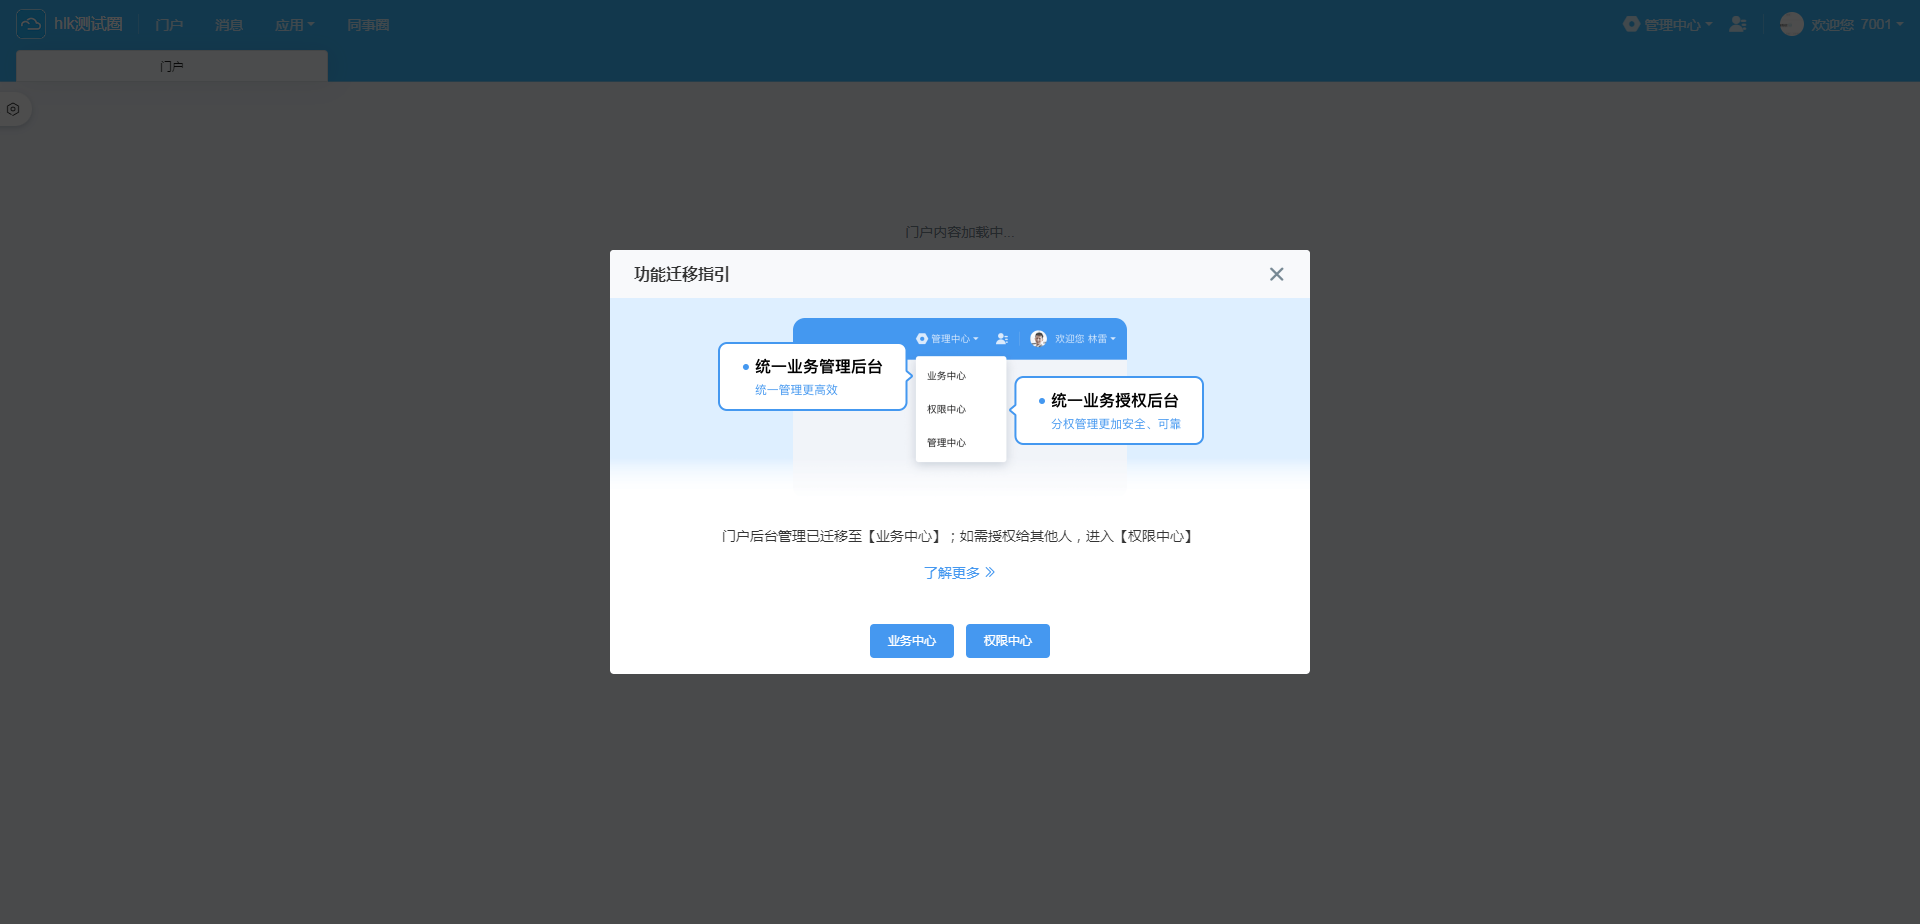 hlk测试圈
门户
消息
应用
同事圈
管理中心
欢迎您 7001
门户
门户内容加载中...
功能迁移指引
管理中心
欢迎您 林雷
统一业务管理后台
统一管理更高效
业务中心
权限中心
管理中心
统一业务授权后台
分权管理更加安全、可靠
门户后台管理已迁移至【业务中心】；如需授权给其他人，进入【权限中心】
了解更多
业务中心
权限中心